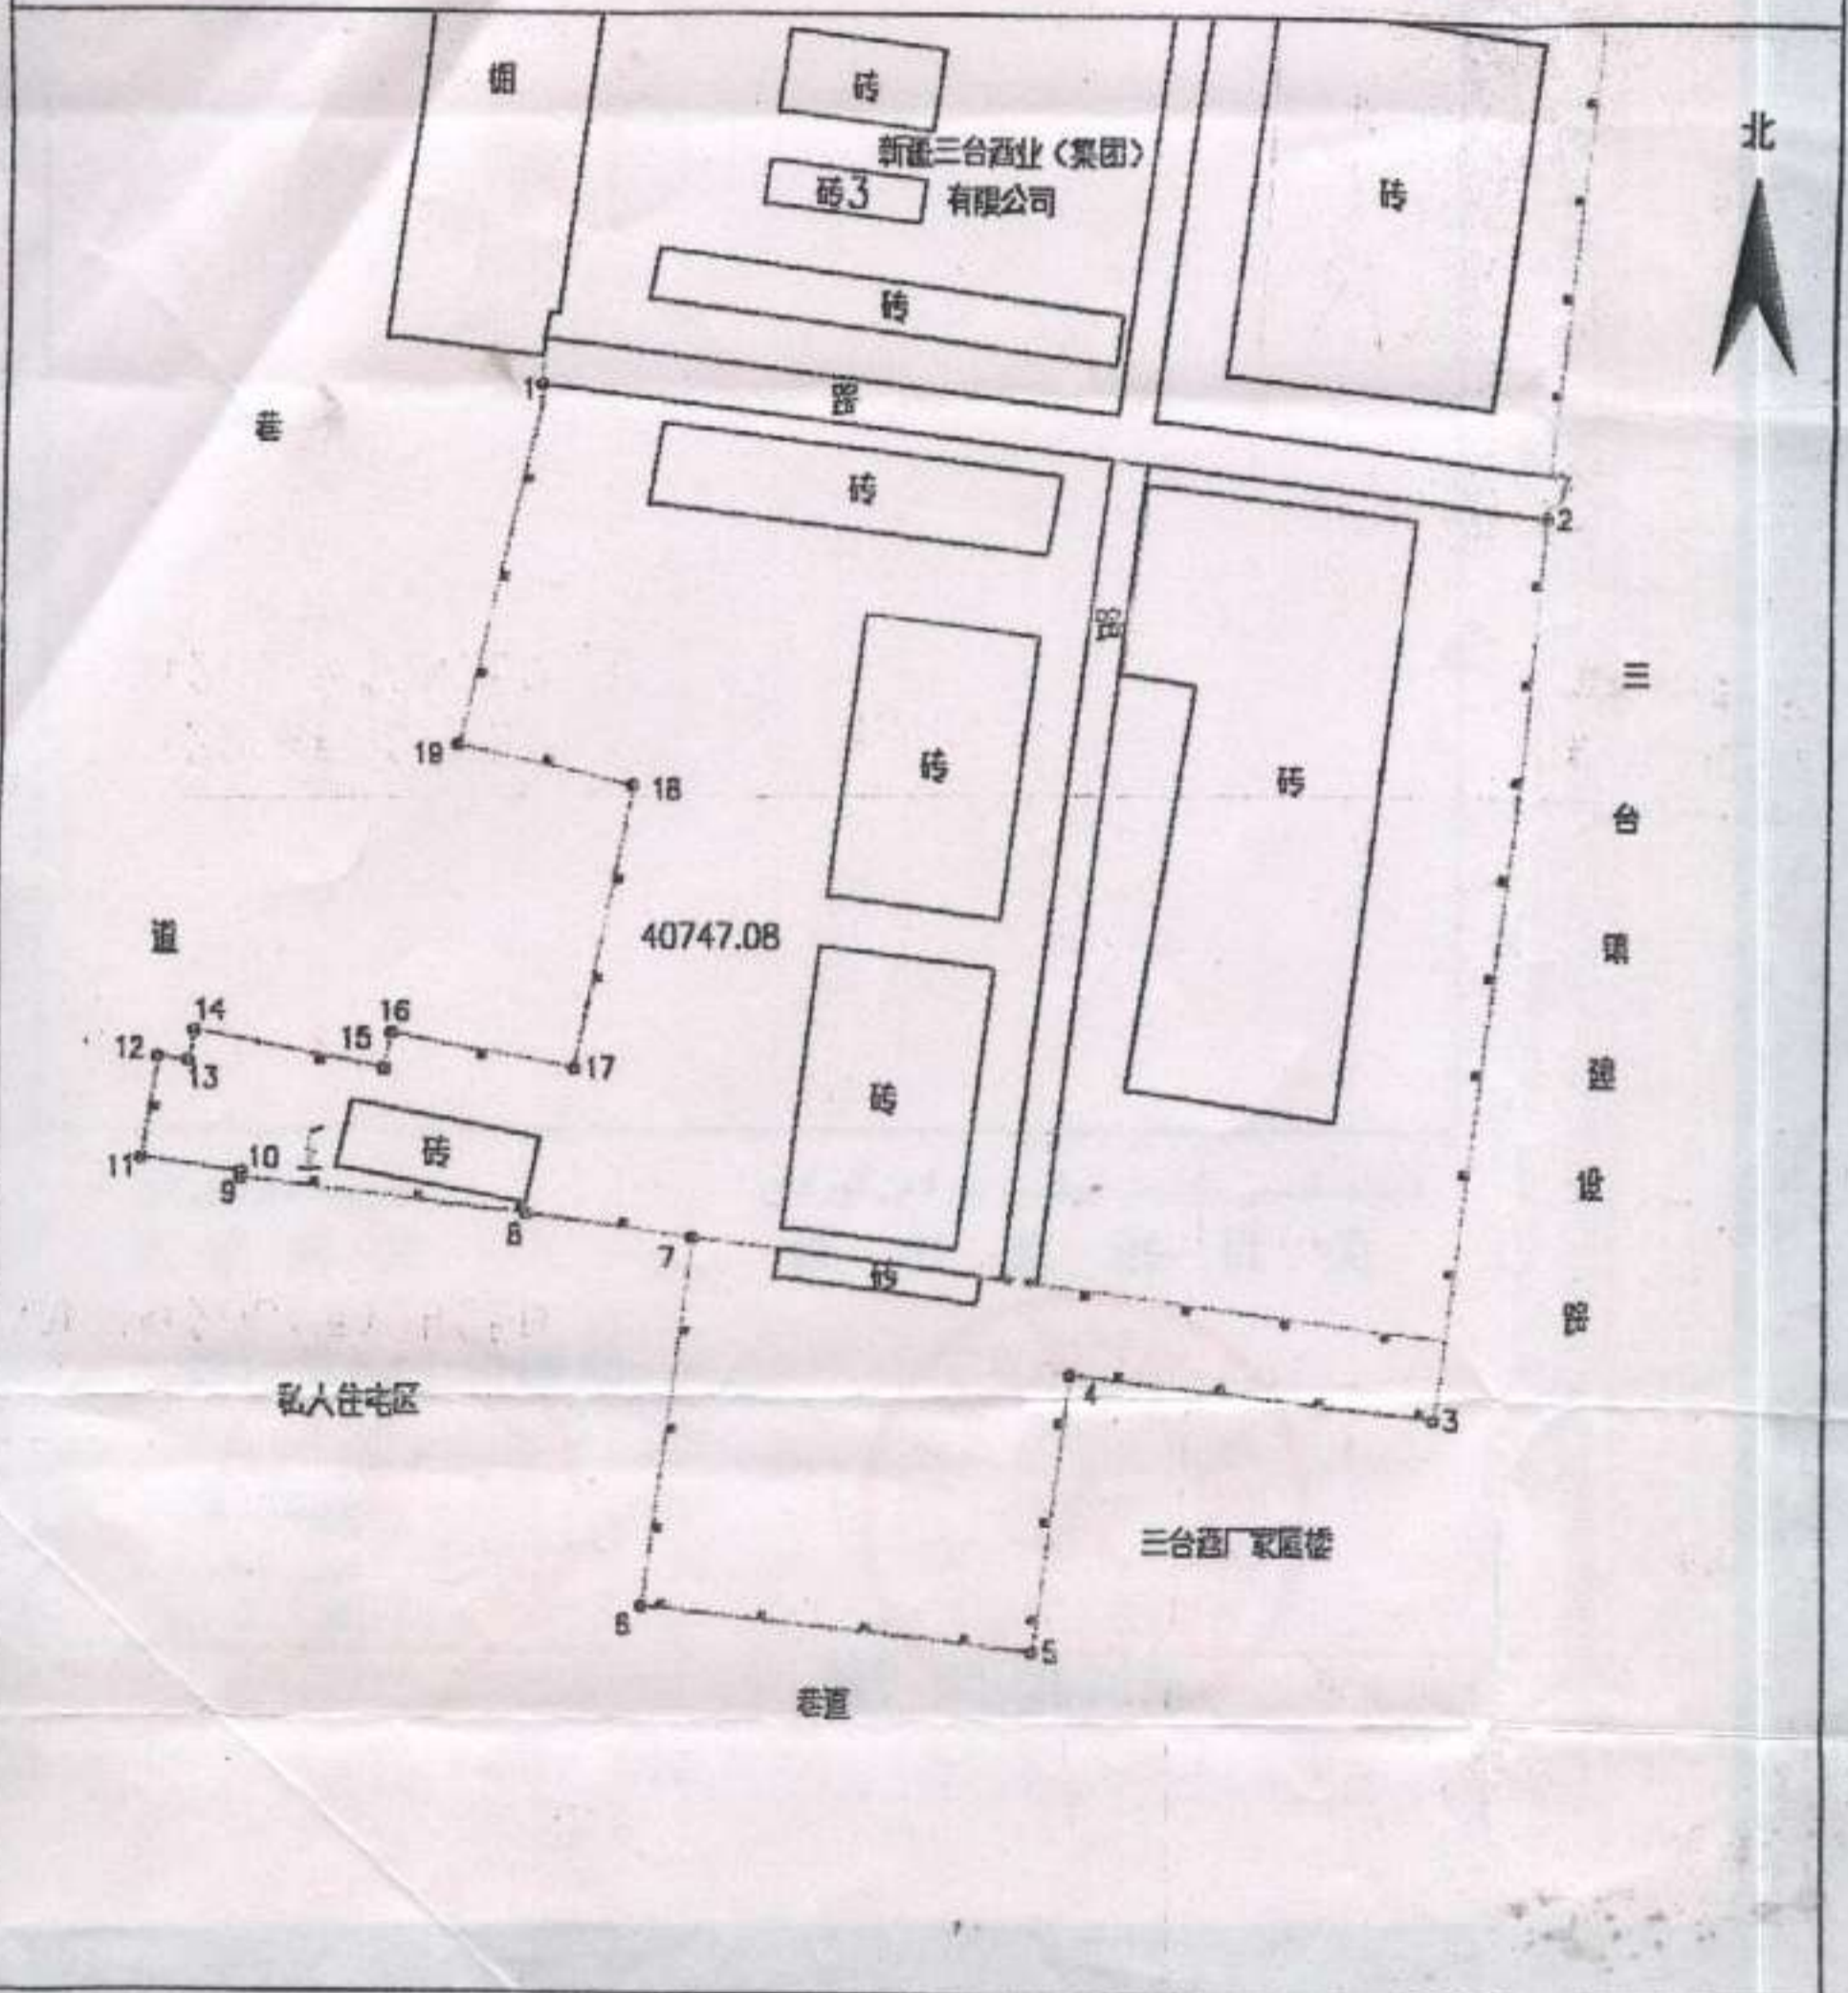 砖
新疆三台酒业（集团）
砖3
有限公司
砖
砖
北
1
路
巷
砖
2
路
三
19
18
砖
砖
台
道
40747.08
镇
14
16
12
15
13
17
建
砖
11
10
砖
9
设
8
7
砖
路
私人住宅区
4
3
三台酒厂家属楼
6
5
巷道